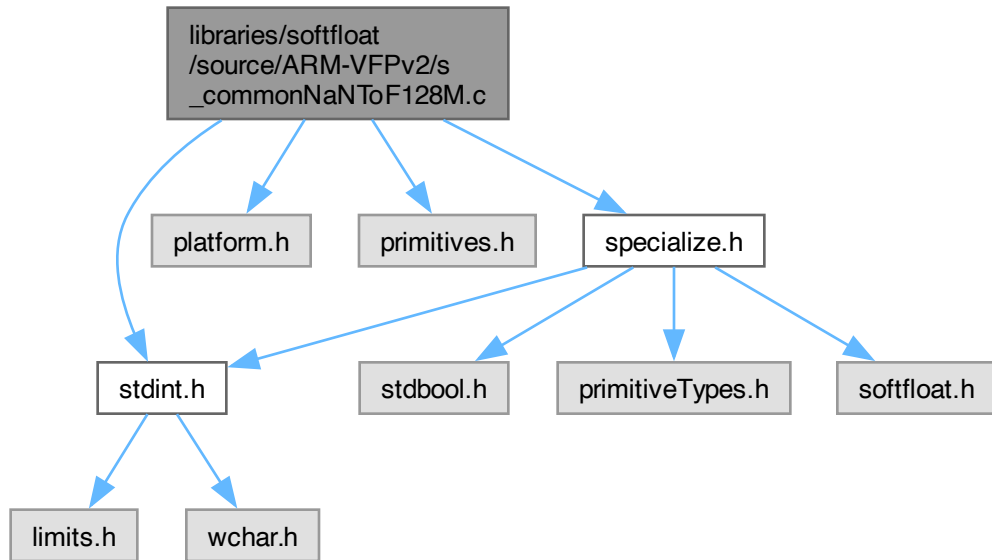 libraries/softfloat
/source/ARM-VFPv2/s
_commonNaNToF128M.c
platform.h
primitives.h
specialize.h
stdint.h
stdbool.h
primitiveTypes.h
softfloat.h
limits.h
wchar.h